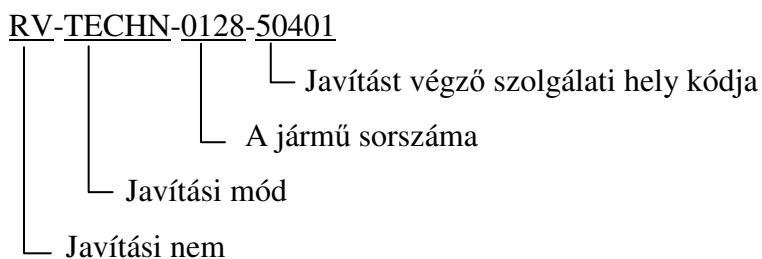 RV-TECHN-0128-50401
Javítást végző szolgálati hely kódja
A jármű sorszáma
Javítási mód
Javítási nem